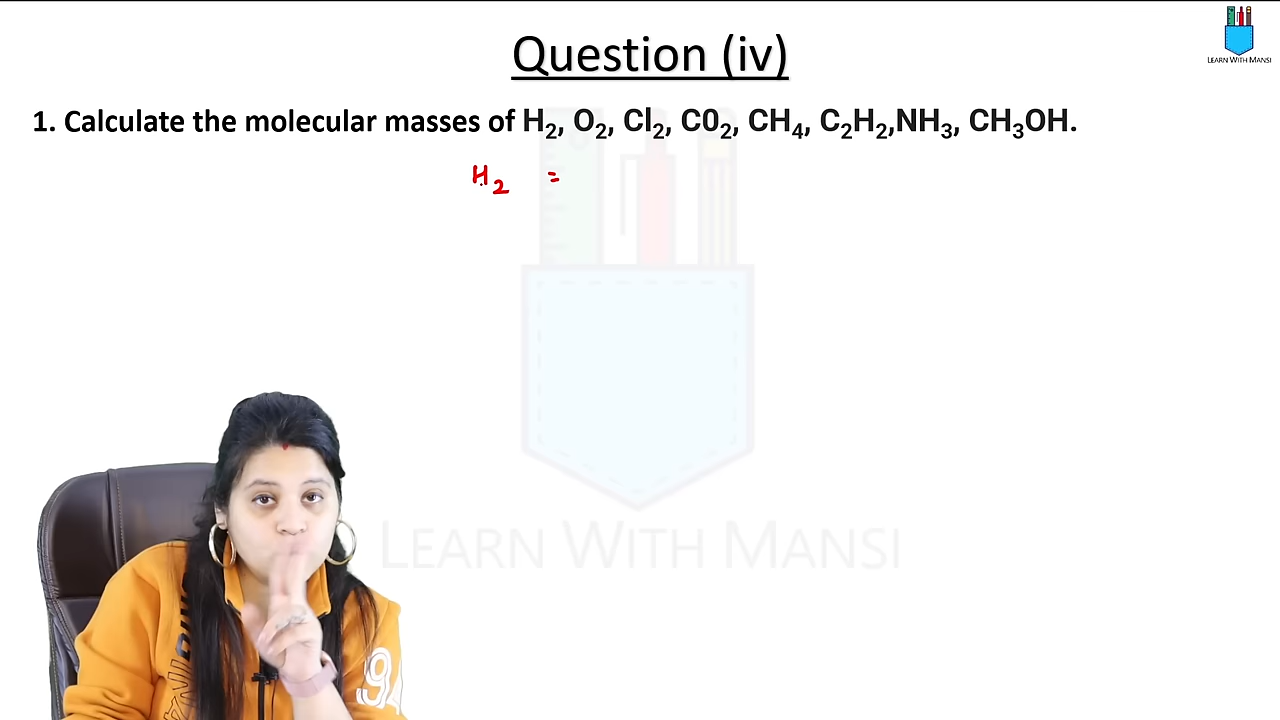 Question (iv)
LEARN WITH MANSI
1. Calculate the molecular masses of H₂, O₂, Cl₂, C0₂, CH₄, C₂H₂,NH₃, CH₃OH.
H₂ =
LEARN WITH MANSI